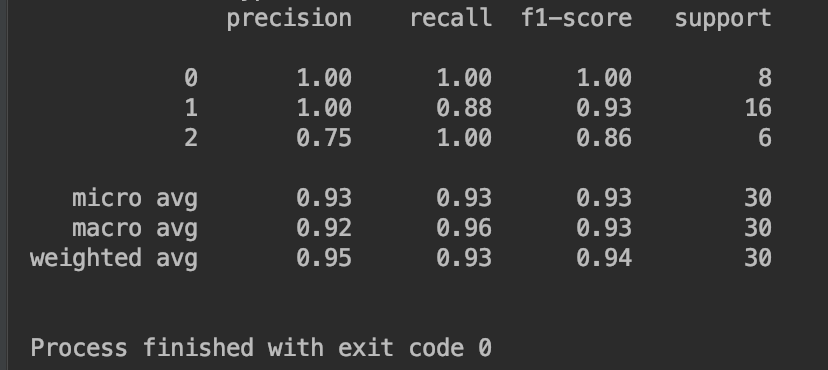 precision recall f1-score support
0 1.00 1.00 1.00 8
1 1.00 0.88 0.93 16
2 0.75 1.00 0.86 6
micro avg 0.93 0.93 0.93 30
macro avg 0.92 0.96 0.93 30
weighted avg 0.95 0.93 0.94 30
Process finished with exit code 0